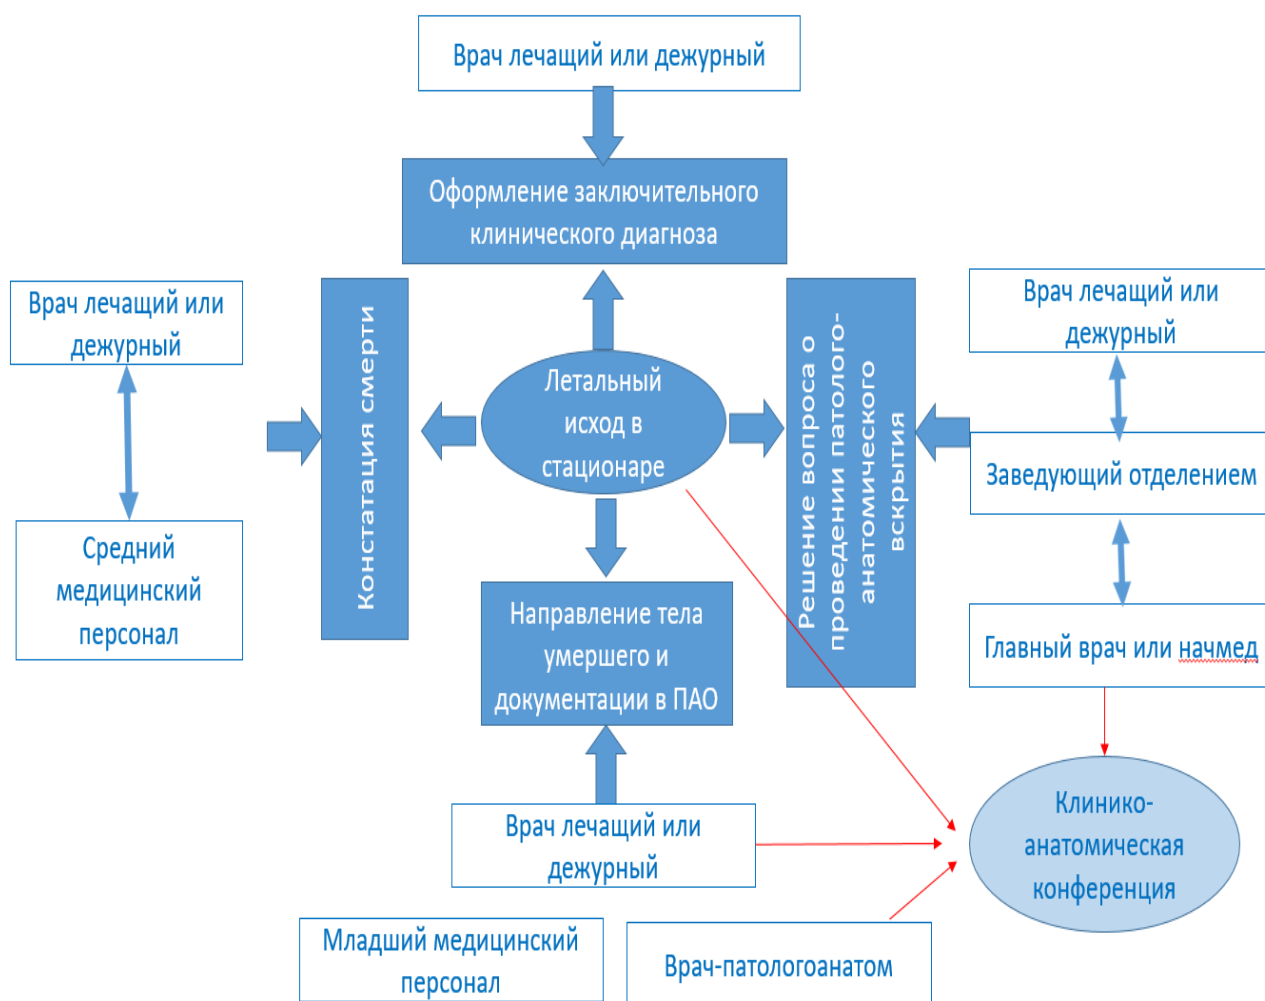 Врач лечащий или дежурный
Оформление заключительного
клинического диагноза
Врач лечащий или
дежурный
Средний
медицинский
персонал
Констатация смерти
Летальный
исход в
стационаре
Решение вопроса о
проведении патолого-
анатомического
вскрытия
Врач лечащий или
дежурный
Заведующий отделением
Главный врач или начмед
Направление тела
умершего и
документации в ПАО
Врач лечащий или
дежурный
Младший медицинский
персонал
Врач-патологоанатом
Клинико-
анатомическая
конференция